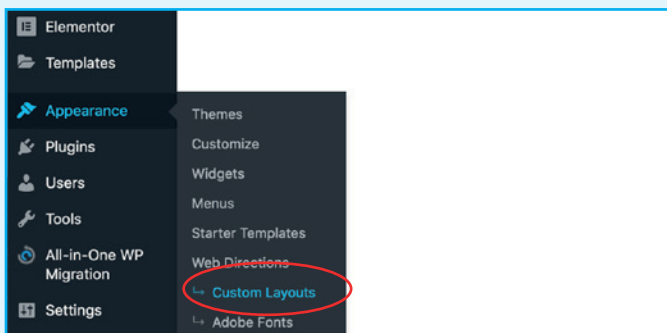 Elementor
Templates
Appearance
Plugins
Users
Tools
All-in-One WP
Migration
Settings
Themes
Customize
Widgets
Menus
Starter Templates
Web Directions
Custom Layouts
Adobe Fonts